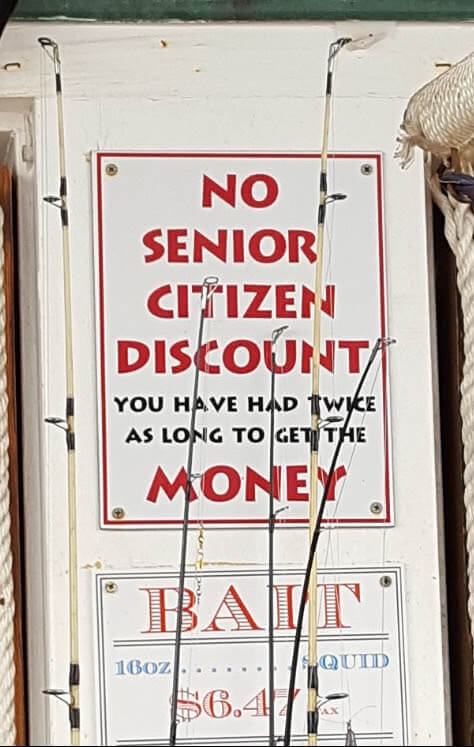 NO
SENIOR
CITIZEN
DISCOUNT
YOU HAVE HAD TWICE
AS LONG TO GET THE
MONEY
BAIT
16oz ........ SQUID
$6.47